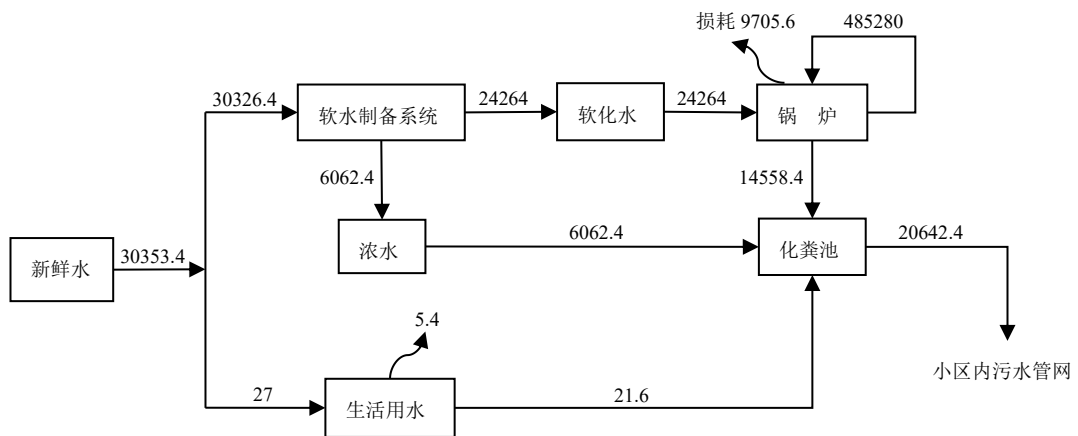 损耗 9705.6
485280
30326.4
软水制备系统
24264
软化水
24264
锅 炉
6062.4
14558.4
新鲜水
30353.4
浓水
6062.4
化粪池
20642.4
5.4
27
生活用水
21.6
小区内污水管网